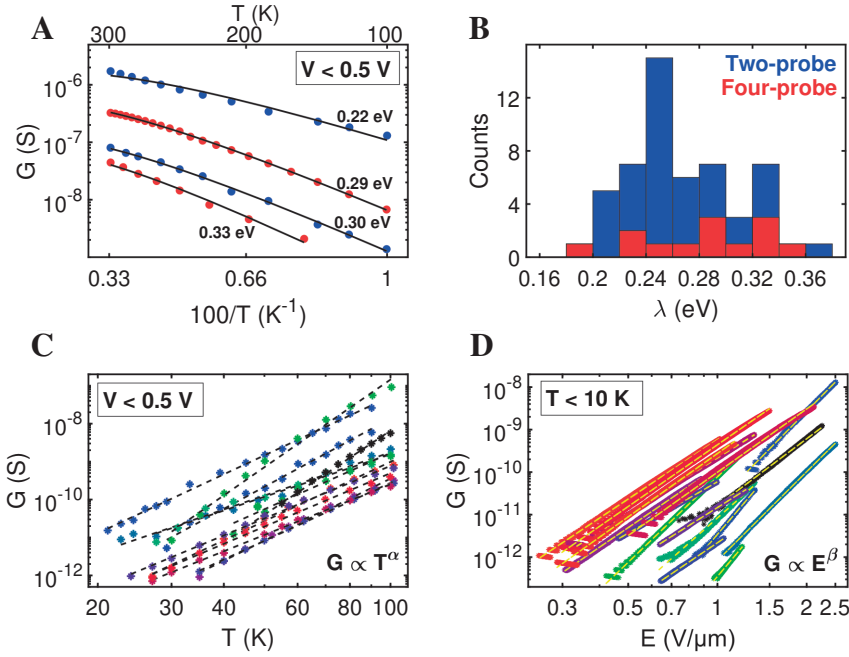 A
T (K)
300 200 100
V < 0.5 V
10⁻⁶
10⁻⁷
10⁻⁸
G (S)
0.22 eV
0.29 eV
0.30 eV
0.33 eV
0.33 0.66 1
100/T (K⁻¹)
B
Two-probe
Four-probe
12
8
4
0
Counts
0.16 0.2 0.24 0.28 0.32 0.36
λ (eV)
C
V < 0.5 V
10⁻⁸
10⁻¹⁰
10⁻¹²
G (S)
G ∝ T^α
20 30 40 60 80 100
T (K)
D
T < 10 K
10⁻⁸
10⁻⁹
10⁻¹⁰
10⁻¹¹
10⁻¹²
G (S)
G ∝ E^β
0.3 0.5 0.7 1 1.5 2 2.5
E (V/μm)